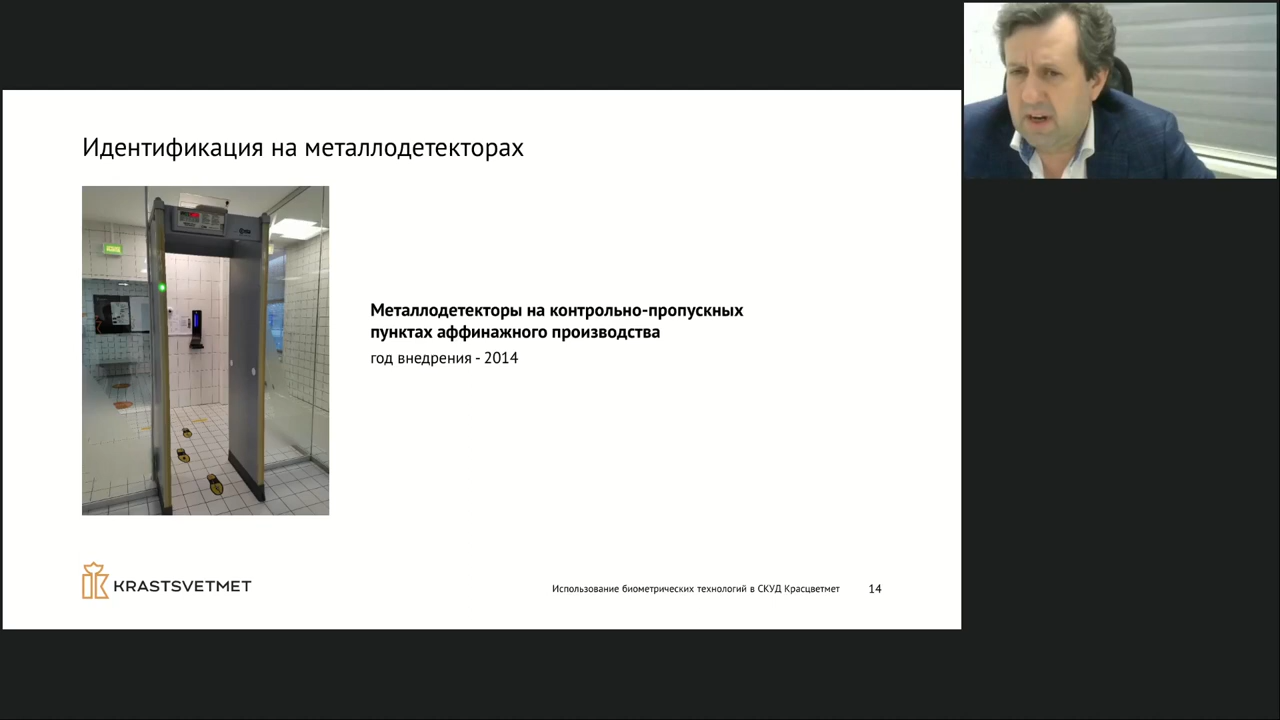 Идентификация на металлодетекторах
Металлодетекторы на контрольно-пропускных
пунктах аффинажного производства
год внедрения - 2014
KRASTSVETMET
Использование биометрических технологий в СКУД Красцветмет
14